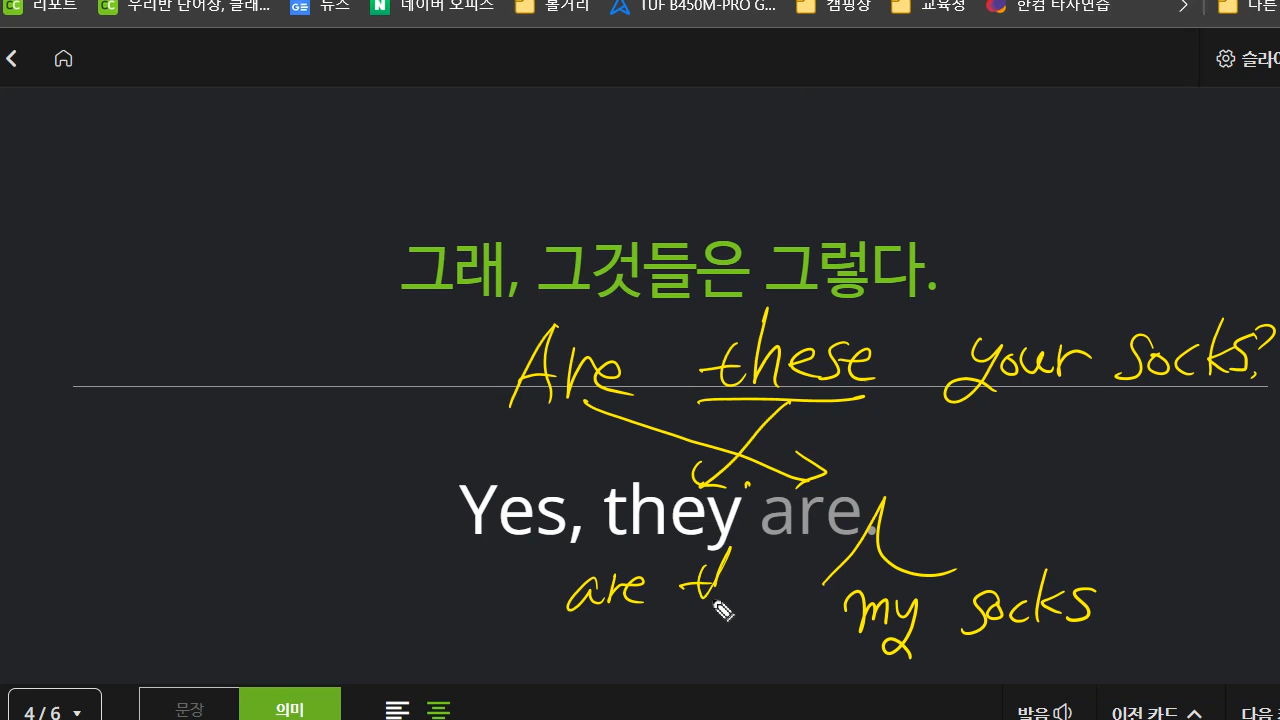 리포트 우리반 단어장, 클래... 뉴스 네이버 오피스 볼거리 TUF B450M-PRO G... 캠핑장 교육청 한컴 타자연습 다른
슬라이
그래, 그것들은 그렇다.
Are these your socks?
Yes, they are.
are th
my socks
4 / 6 문장 의미 발음 이전 카드 다음